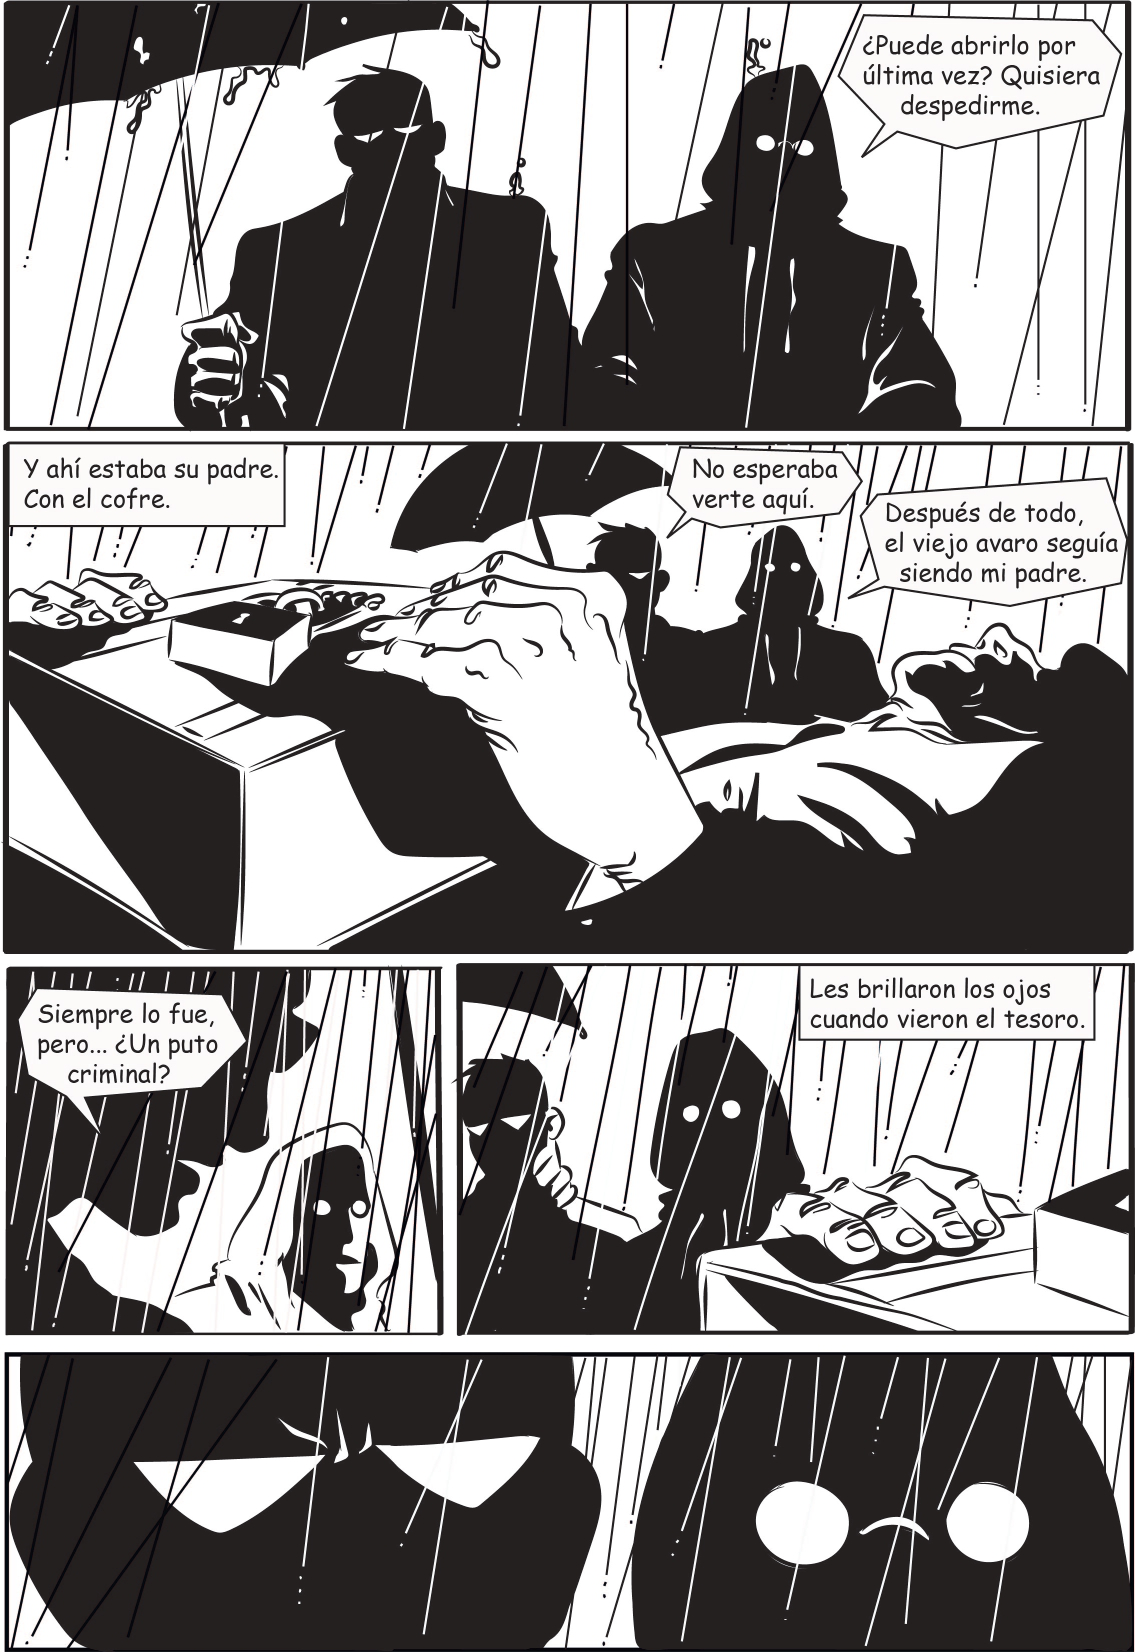 ¿Puede abrirlo por
última vez? Quisiera
despedirme.
Y ahí estaba su padre.
Con el cofre.
No esperaba
verte aquí.
Después de todo,
el viejo avaro seguía
siendo mi padre.
Siempre lo fue,
pero... ¿Un puto
criminal?
Les brillaron los ojos
cuando vieron el tesoro.